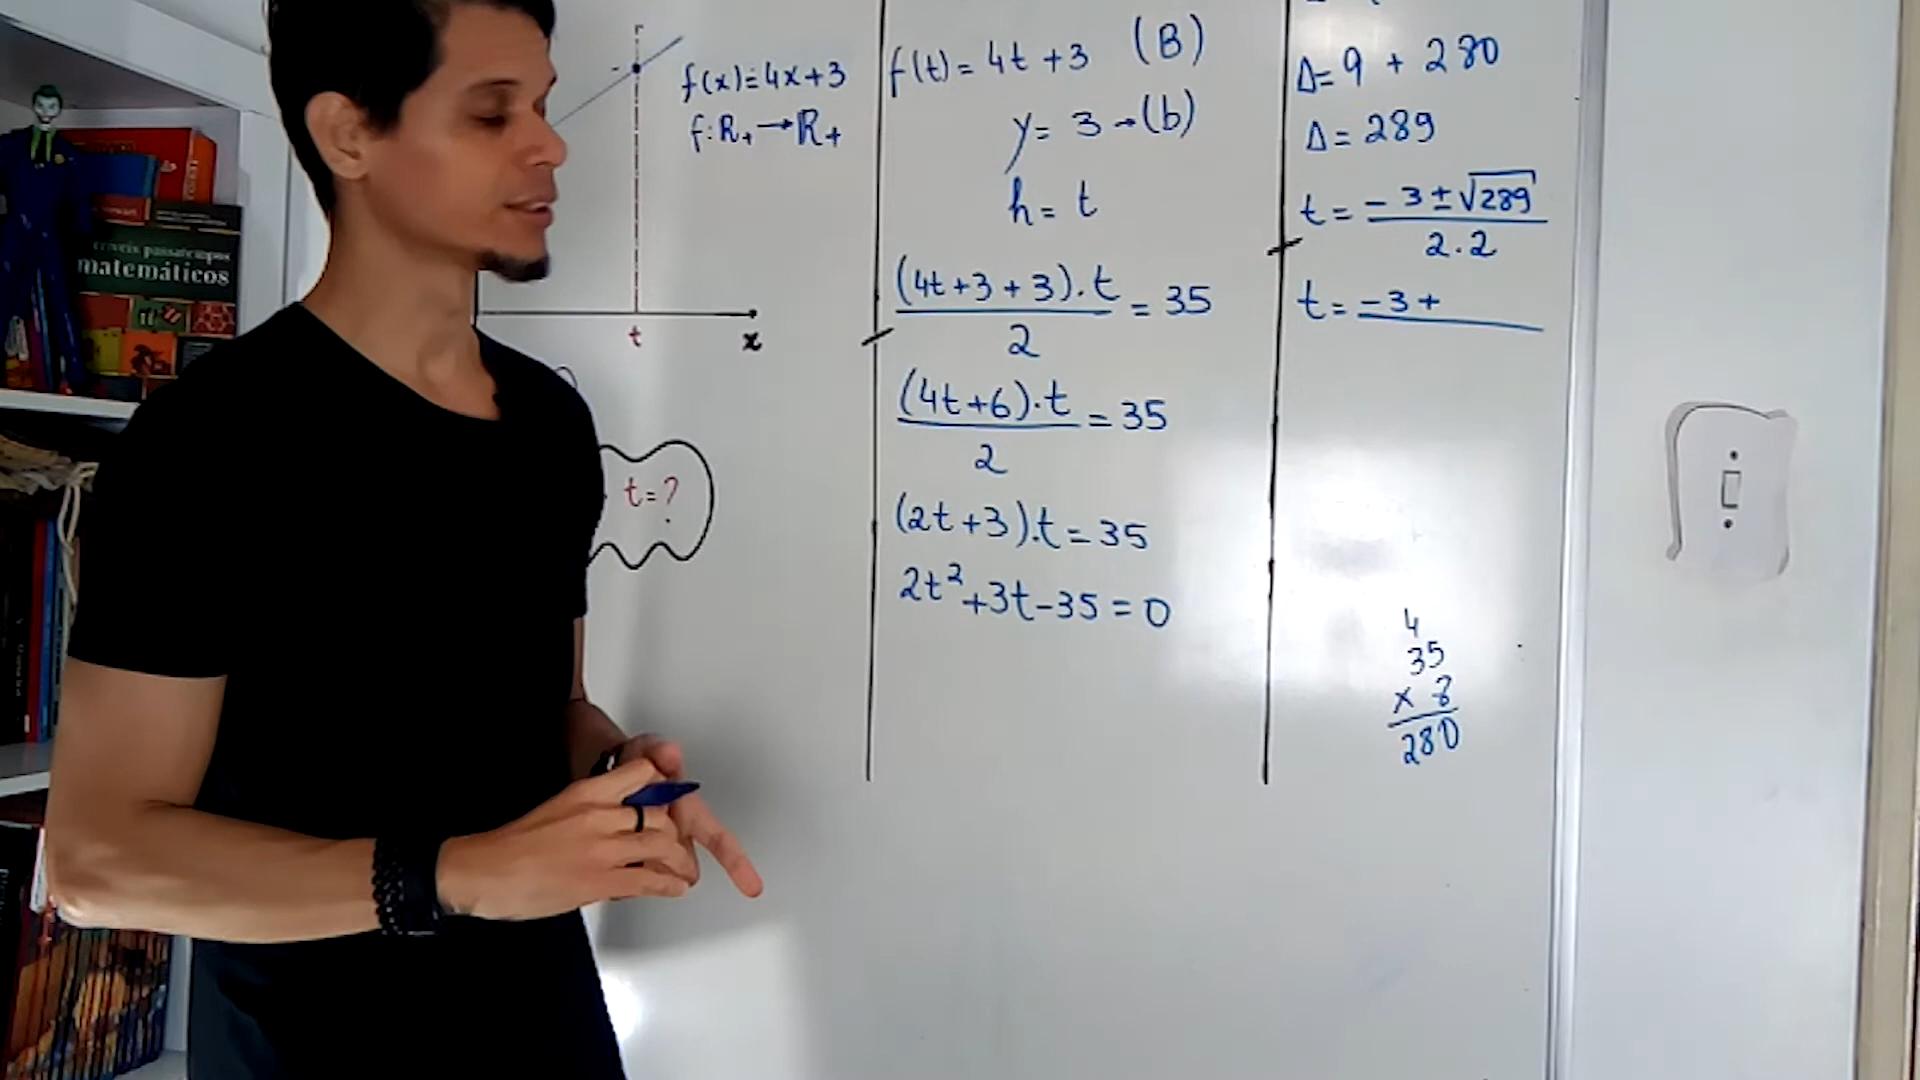 f(x)=4x+3
f:R₊→R₊
t
x
t=?
matemáticos
f(t)=4t+3 (B)
y=3→(b)
h=t
(4t+3+3).t
2
=35
(4t+6).t
2
=35
(2t+3).t=35
2t²+3t-35=0
Δ=9+280
Δ=289
t=-3±√289
2.2
t=-3+
4
35
x 8
280